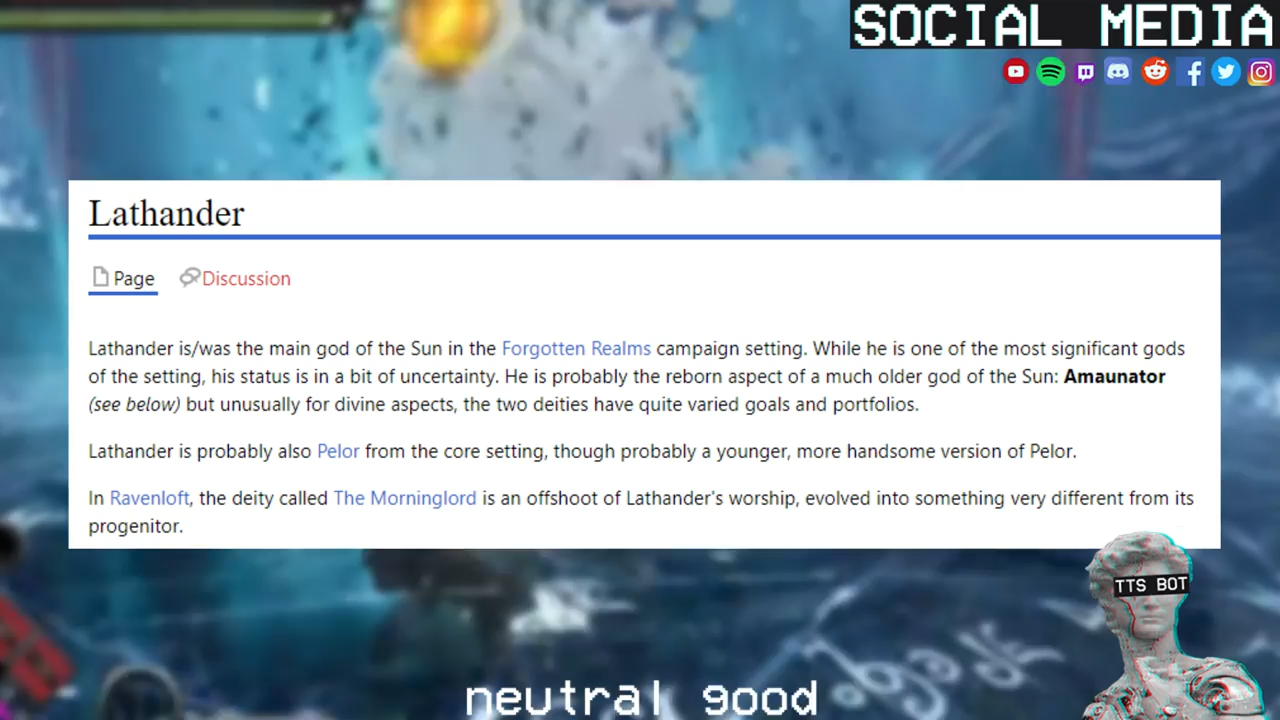 SOCIAL MEDIA
Lathander
Page Discussion
Lathander is/was the main god of the Sun in the Forgotten Realms campaign setting. While he is one of the most significant gods
of the setting, his status is in a bit of uncertainty. He is probably the reborn aspect of a much older god of the Sun: Amaunator
(see below) but unusually for divine aspects, the two deities have quite varied goals and portfolios.
Lathander is probably also Pelor from the core setting, though probably a younger, more handsome version of Pelor.
In Ravenloft, the deity called The Morninglord is an offshoot of Lathander's worship, evolved into something very different from its
progenitor.
TTS BOT
neutral good